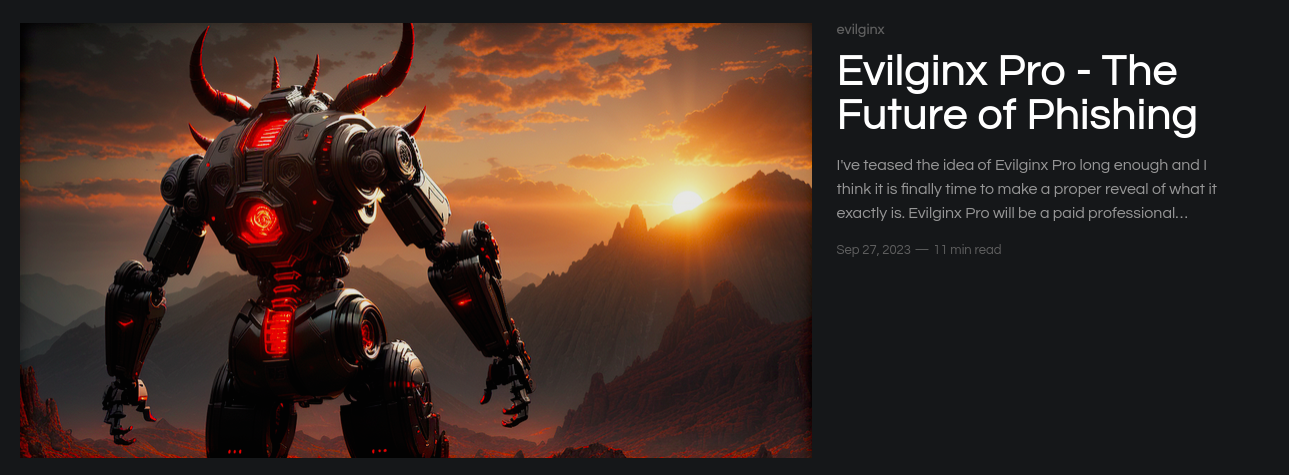 evilginx
Evilginx Pro - The
Future of Phishing
I've teased the idea of Evilginx Pro long enough and I
think it is finally time to make a proper reveal of what it
exactly is. Evilginx Pro will be a paid professional…
Sep 27, 2023 — 11 min read